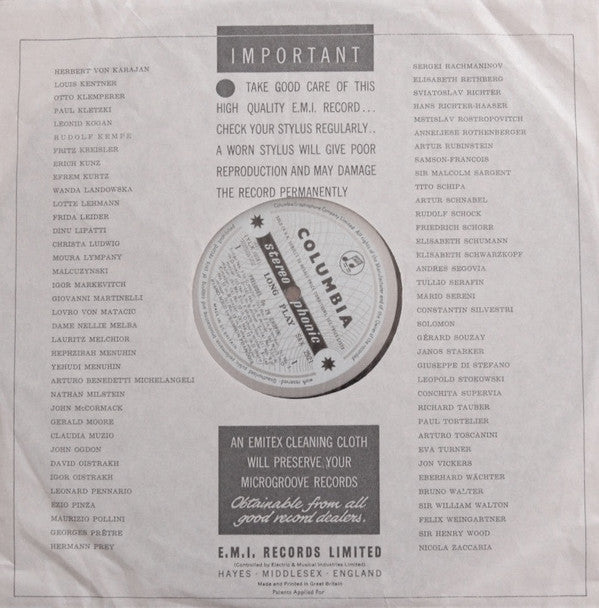 HERBERT VON KARAJAN
LOUIS KENTNER
OTTO KLEMPERER
PAUL KLETZKI
LEONID KOGAN
RUDOLF KEMPE
FRITZ KREISLER
ERICH KUNZ
EFREM KURTZ
WANDA LANDOWSKA
LOTTE LEHMANN
FRIDA LEIDER
DINU LIPATTI
CHRISTA LUDWIG
MOURA LYMPANY
MALCUZYNSKI
IGOR MARKEVITCH
GIOVANNI MARTINELLI
LOVRO VON MATACIC
DAME NELLIE MELBA
LAURITZ MELCHIOR
HEPHZIBAH MENUHIN
YEHUDI MENUHIN
ARTURO BENEDETTI MICHELANGELI
NATHAN MILSTEIN
JOHN McCORMACK
GERALD MOORE
CLAUDIA MUZIO
JOHN OGDON
DAVID OISTRAKH
IGOR OISTRAKH
LEONARD PENNARIO
EZIO PINZA
MAURIZIO POLLINI
GEORGES PRÊTRE
HERMANN PREY
IMPORTANT
TAKE GOOD CARE OF THIS
HIGH QUALITY E.M.I. RECORD...
CHECK YOUR STYLUS REGULARLY..
A WORN STYLUS WILL GIVE POOR
REPRODUCTION AND MAY DAMAGE
THE RECORD PERMANENTLY
COLUMBIA
stereo phonic
LONG PLAY
AN EMITEX CLEANING CLOTH
WILL PRESERVE YOUR
MICROGROOVE RECORDS
Obtainable from all
good record dealers.
E.M.I. RECORDS LIMITED
(Controlled by Electric & Musical Industries Limited)
HAYES · MIDDLESEX · ENGLAND
Made and Printed in Great Britain
Patents Applied For
SERGEI RACHMANINOV
ELISABETH RETHBERG
SVIATOSLAV RICHTER
HANS RICHTER-HAASER
MSTISLAV ROSTROPOVITCH
ANNELIESE ROTHENBERGER
ARTUR RUBINSTEIN
SAMSON-FRANÇOIS
SIR MALCOLM SARGENT
TITO SCHIPA
ARTUR SCHNABEL
RUDOLF SCHOCK
FRIEDRICH SCHORR
ELISABETH SCHUMANN
ELISABETH SCHWARZKOPF
ANDRES SEGOVIA
TULLIO SERAFIN
MARIO SERENI
CONSTANTIN SILVESTRI
SOLOMON
GÉRARD SOUZAY
JANOS STARKER
GIUSEPPE DI STEFANO
LEOPOLD STOKOWSKI
CONCHITA SUPERVIA
RICHARD TAUBER
PAUL TORTELIER
ARTURO TOSCANINI
EVA TURNER
JON VICKERS
EBERHARD WÄCHTER
BRUNO WALTER
SIR WILLIAM WALTON
FELIX WEINGARTNER
SIR HENRY WOOD
NICOLA ZACCARIA